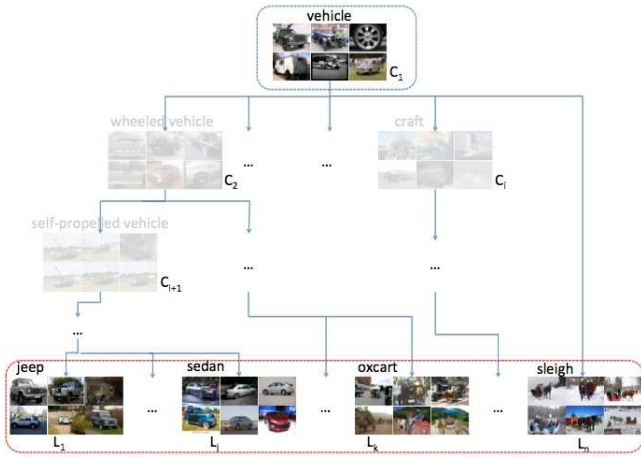 vehicle
C1
wheeled vehicle
craft
...
...
C2
Ci
self-propelled vehicle
...
...
Ci+1
...
jeep
sedan
oxcart
sleigh
...
...
...
L1
Lj
Lk
Ln